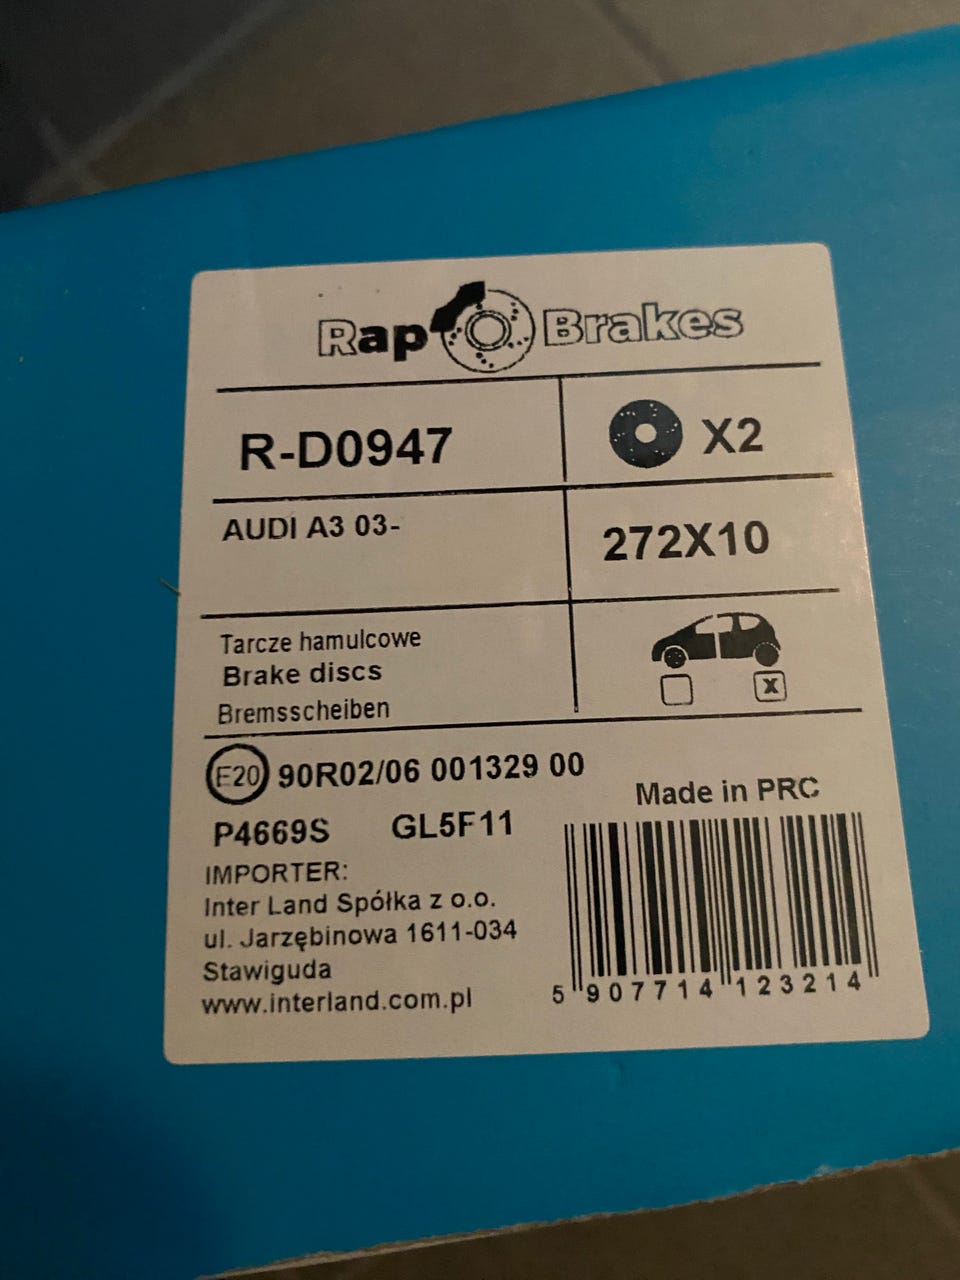 Rap Brakes
R-D0947
X2
AUDI A3 03-
272X10
Tarcze hamulcowe
Brake discs
Bremsscheiben
X
E20 90R02/06 001329 00
Made in PRC
P4669S GL5F11
IMPORTER:
Inter Land Spółka z o.o.
ul. Jarzębinowa 1611-034
Stawiguda
www.interland.com.pl
5 907714 123214